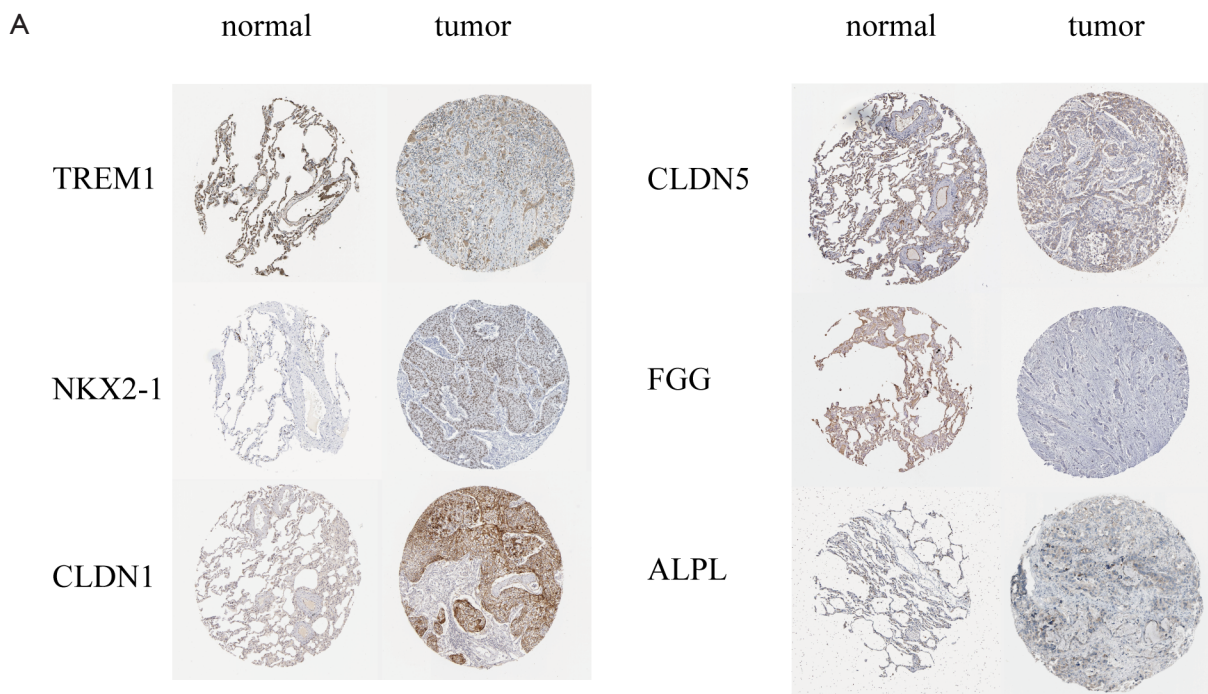 A
normal tumor normal tumor
TREM1 CLDN5
NKX2-1 FGG
CLDN1 ALPL